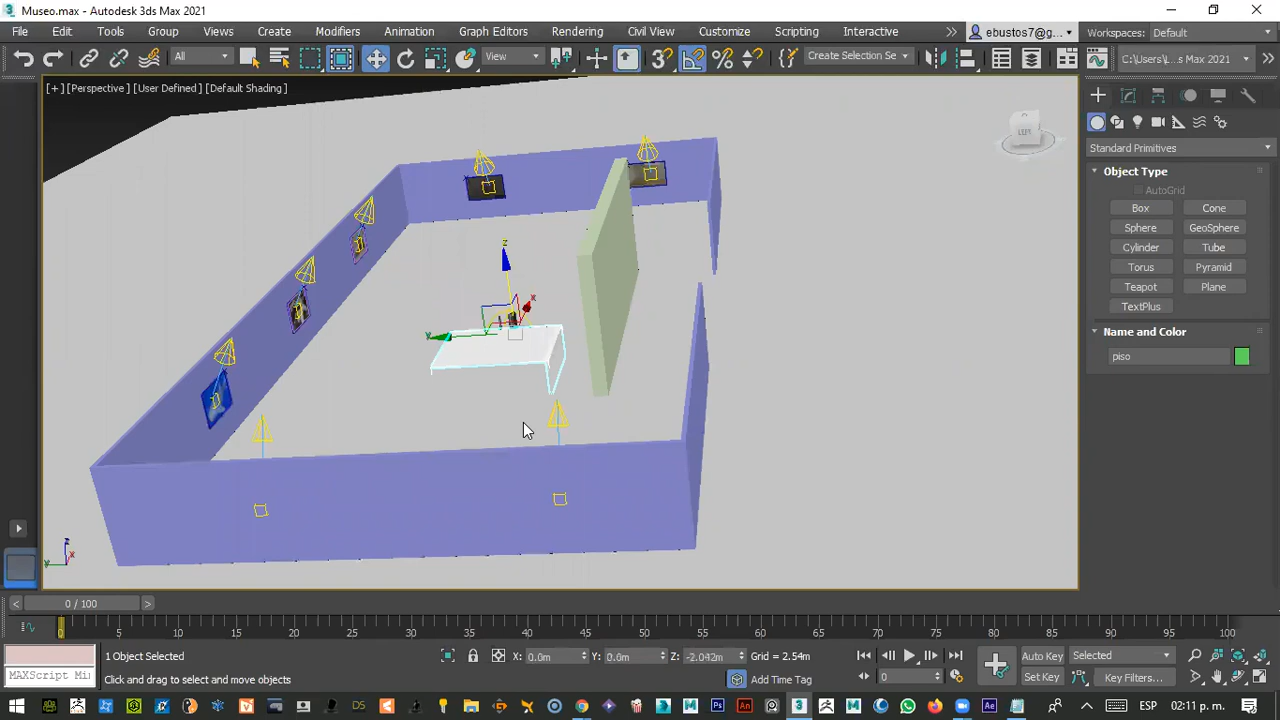 Museo.max - Autodesk 3ds Max 2021
File Edit Tools Group Views Create Modifiers Animation Graph Editors Rendering Civil View Customize Scripting Interactive ebustos7@g... Workspaces: Default
All View Create Selection Se C:\Users\L...s Max 2021
[+] [Perspective ] [User Defined ] [Default Shading ]
LEFT
Standard Primitives
Object Type
AutoGrid
Box Cone
Sphere GeoSphere
Cylinder Tube
Torus Pyramid
Teapot Plane
TextPlus
Name and Color
piso
z
x
y
z
x
y
0 / 100
0 5 10 15 20 25 30 35 40 45 50 55 60 65 70 75 80 85 90 95 100
1 Object Selected X: 0.0m Y: 0.0m Z: -2.042m Grid = 2.54m Auto Key Selected
MAXScript Mi Click and drag to select and move objects Add Time Tag 0 Set Key Key Filters...
ESP 02:11 p. m.